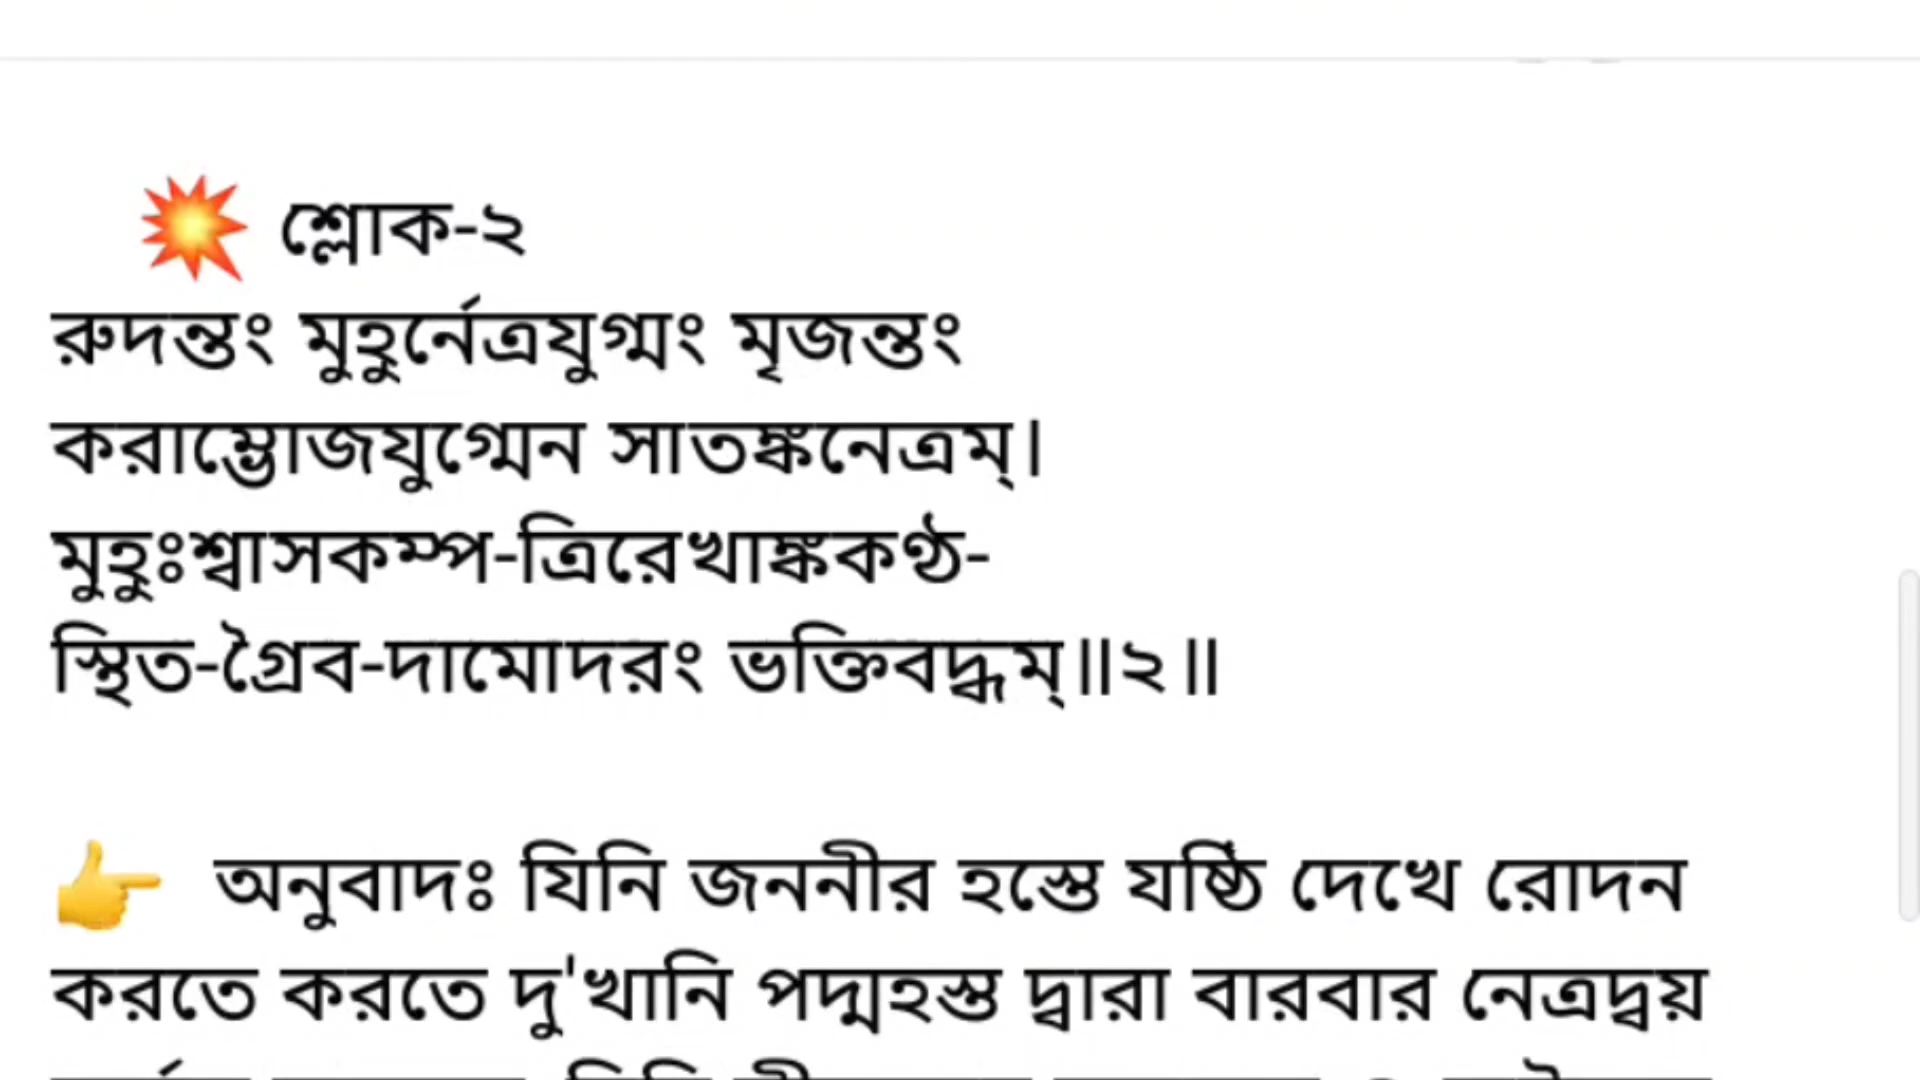 💥 শ্লোক-২
রুদন্তং মুহুর্নেত্রযুগ্মং মৃজন্তং
করাম্ভোজযুগ্মেন সাতঙ্কনেত্রম্।
মুহুঃশ্বাসকম্প-ত্রিরেখাঙ্ককণ্ঠ-
স্থিত-গ্রৈব-দামোদরং ভক্তিবদ্ধম্॥২॥
👉 অনুবাদঃ যিনি জননীর হস্তে যষ্ঠি দেখে রোদন
করতে করতে দু'খানি পদ্মহস্ত দ্বারা বারবার নেত্রদ্বয়